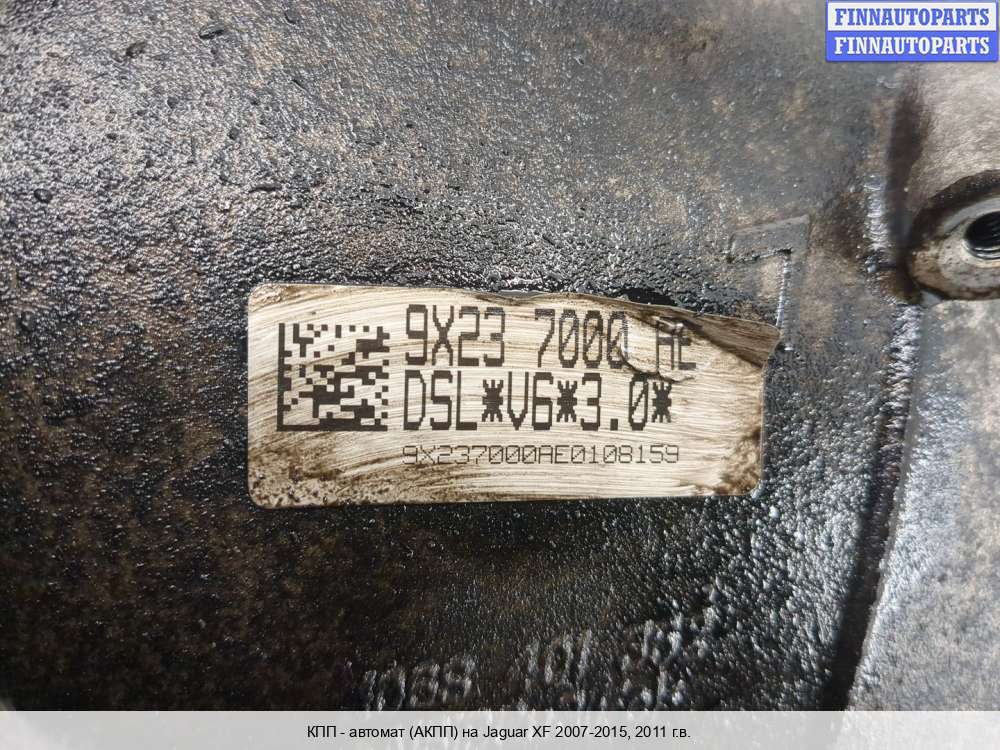 FINNAUTOPARTS
FINNAUTOPARTS
9X23 7000 AE
DSL*V6*3.0*
9X237000AE0108159
1068
КПП - автомат (АКПП) на Jaguar XF 2007-2015, 2011 г.в.